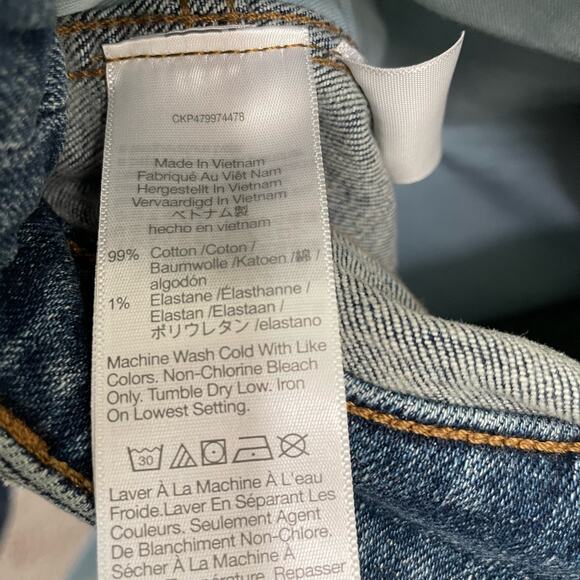 CKP479974478
Made In Vietnam
Fabriqué Au Viêt Nam
Hergestellt In Vietnam
Vervaardigd In Vietnam
ベトナム製
hecho en vietnam
99% Cotton /Coton /
Baumwolle /Katoen /綿 /
algodón
1% Elastane /Élasthanne /
Elastan /Elastaan /
ポリウレタン /elastano
Machine Wash Cold With Like
Colors. Non-Chlorine Bleach
Only. Tumble Dry Low. Iron
On Lowest Setting.
30
Laver À La Machine À L'eau
Froide.Laver En Séparant Les
Couleurs. Seulement Agent
De Blanchiment Non-Chlore.
Sécher À La Machine À
Température. Repasser